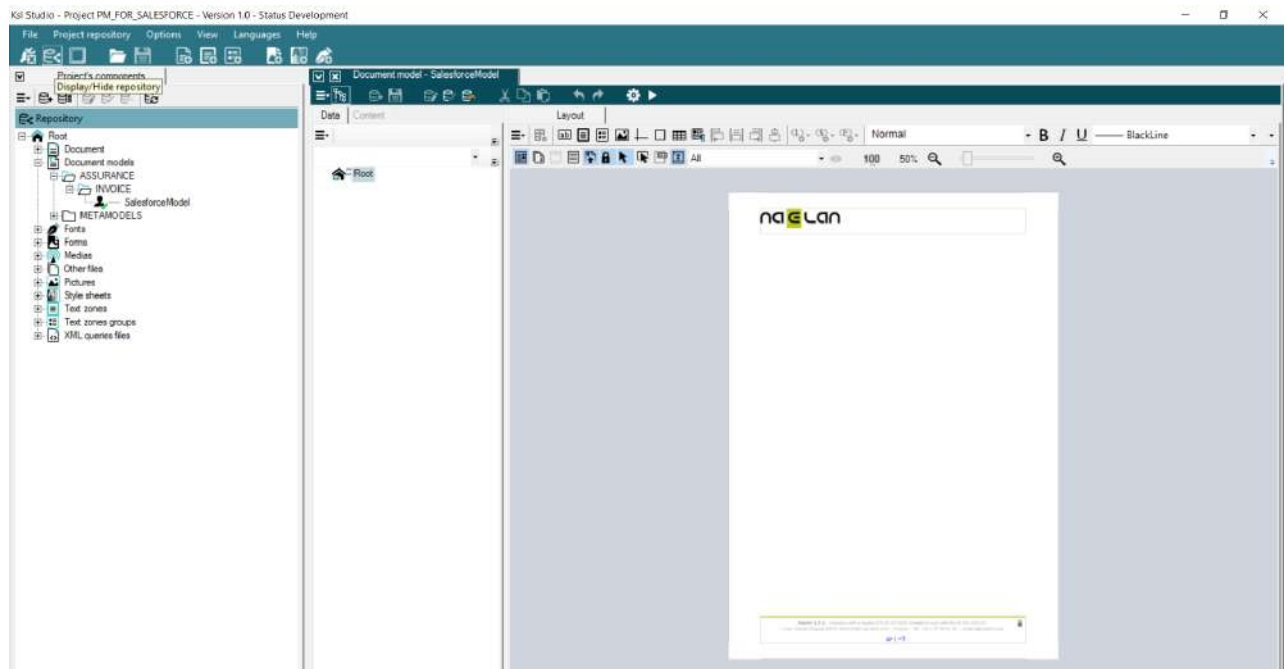 Ksl Studio - Project PM_FOR_SALESFORCE - Version 1.0 - Status Development
File Project repository Options View Languages Help
Project's components
Display/Hide repository
Repository
Root
Document
Document models
ASSURANCE
INVOICE
SalesforceModel
METAMODELS
Fonts
Forms
Medias
Other files
Pictures
Style sheets
Text zones
Text zones groups
XML queries files
Document model - SalesforceModel
Data Content
Root
Layout
Normal B I U BlackLine
All 100 50%
naelan